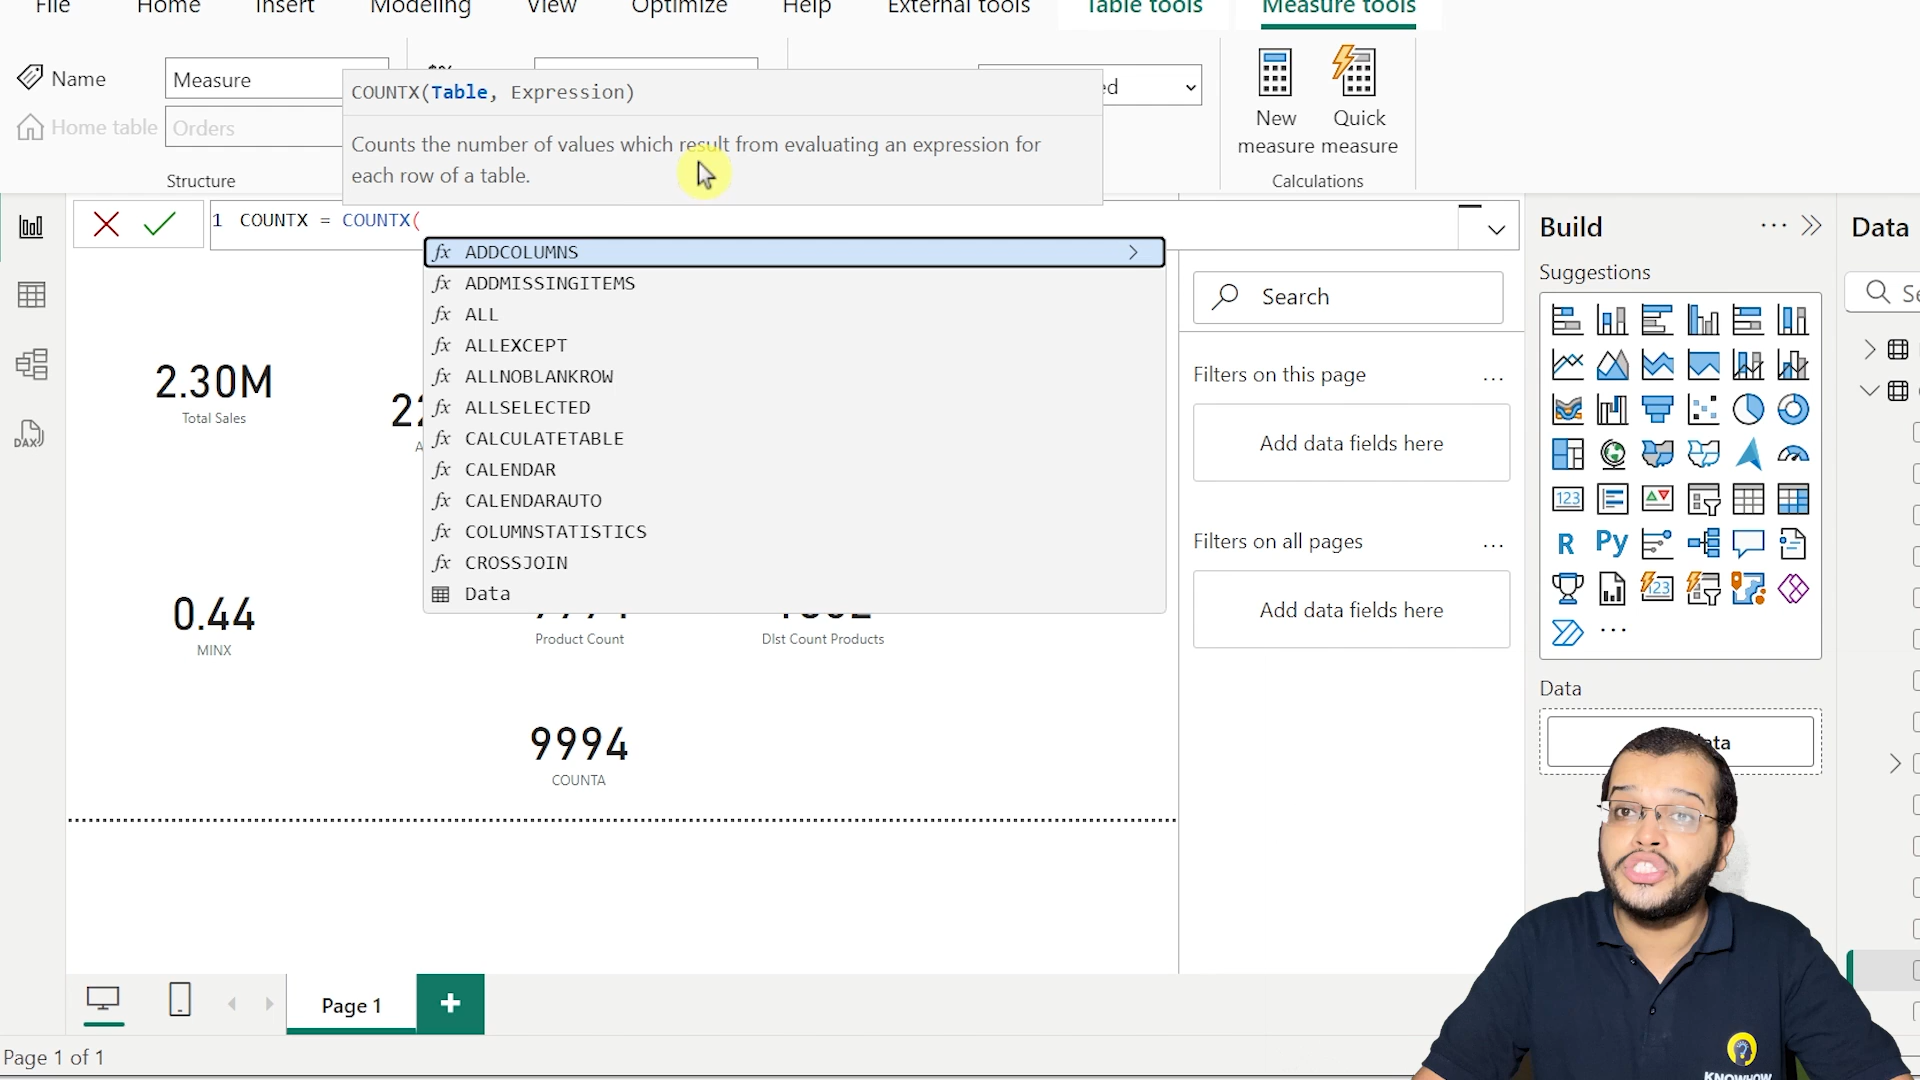 File Home Insert Modeling View Optimize Help External tools Table tools Measure tools
Name Measure
Home table Orders
Structure
COUNTX(Table, Expression)
Counts the number of values which result from evaluating an expression for
each row of a table.
New
measure
Quick
measure
Calculations
1 COUNTX = COUNTX(
ADDCOLUMNS
ADDMISSINGITEMS
ALL
ALLEXCEPT
ALLNOBLANKROW
ALLSELECTED
CALCULATETABLE
CALENDAR
CALENDARAUTO
COLUMNSTATISTICS
CROSSJOIN
Data
2.30M
Total Sales
0.44
MINX
Product Count
DIst Count Products
9994
COUNTA
Search
Filters on this page
Add data fields here
Filters on all pages
Add data fields here
Build
Suggestions
123
R Py
123
Data
Data
DAX
Page 1
Page 1 of 1
KNOWHOW